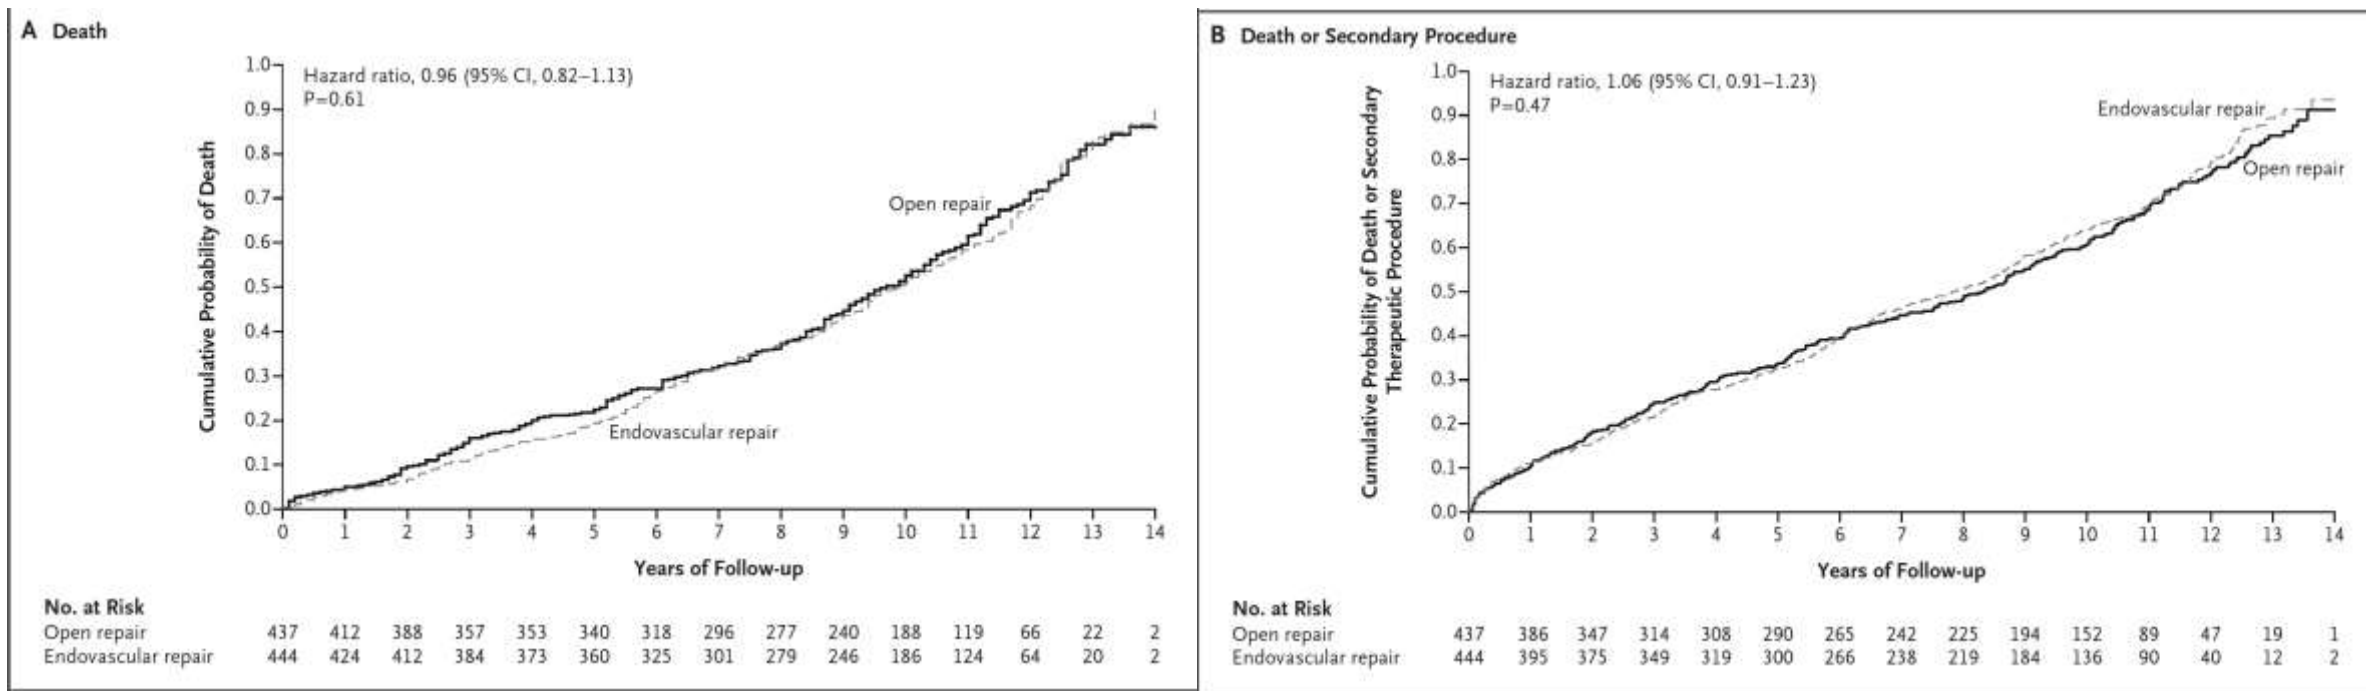 A Death
Hazard ratio, 0.96 (95% CI, 0.82–1.13)
P=0.61
Cumulative Probability of Death
1.0
0.9
0.8
0.7
0.6
0.5
0.4
0.3
0.2
0.1
0.0
Open repair
Endovascular repair
0 1 2 3 4 5 6 7 8 9 10 11 12 13 14
Years of Follow-up
No. at Risk
Open repair 437 412 388 357 353 340 318 296 277 240 188 119 66 22 2
Endovascular repair 444 424 412 384 373 360 325 301 279 246 186 124 64 20 2
B Death or Secondary Procedure
Hazard ratio, 1.06 (95% CI, 0.91–1.23)
P=0.47
Cumulative Probability of Death or Secondary
Therapeutic Procedure
1.0
0.9
0.8
0.7
0.6
0.5
0.4
0.3
0.2
0.1
0.0
Endovascular repair
Open repair
0 1 2 3 4 5 6 7 8 9 10 11 12 13 14
Years of Follow-up
No. at Risk
Open repair 437 386 347 314 308 290 265 242 225 194 152 89 47 19 1
Endovascular repair 444 395 375 349 319 300 266 238 219 184 136 90 40 12 2